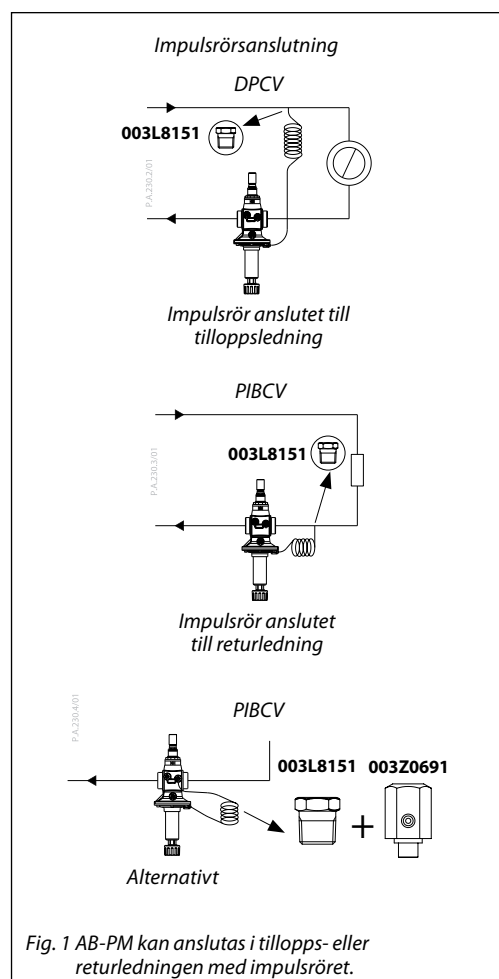 Impulsrörsanslutning
DPCV
003L8151
P.A.230.2/01
Impulsrör anslutet till
tilloppsledning
PIBCV
003L8151
P.A.230.3/01
Impulsrör anslutet
till returledning
P.A.230.4/01
PIBCV
003L8151 003Z0691
+
Alternativt
Fig. 1 AB-PM kan anslutas i tillopps- eller
returledningen med impulsröret.